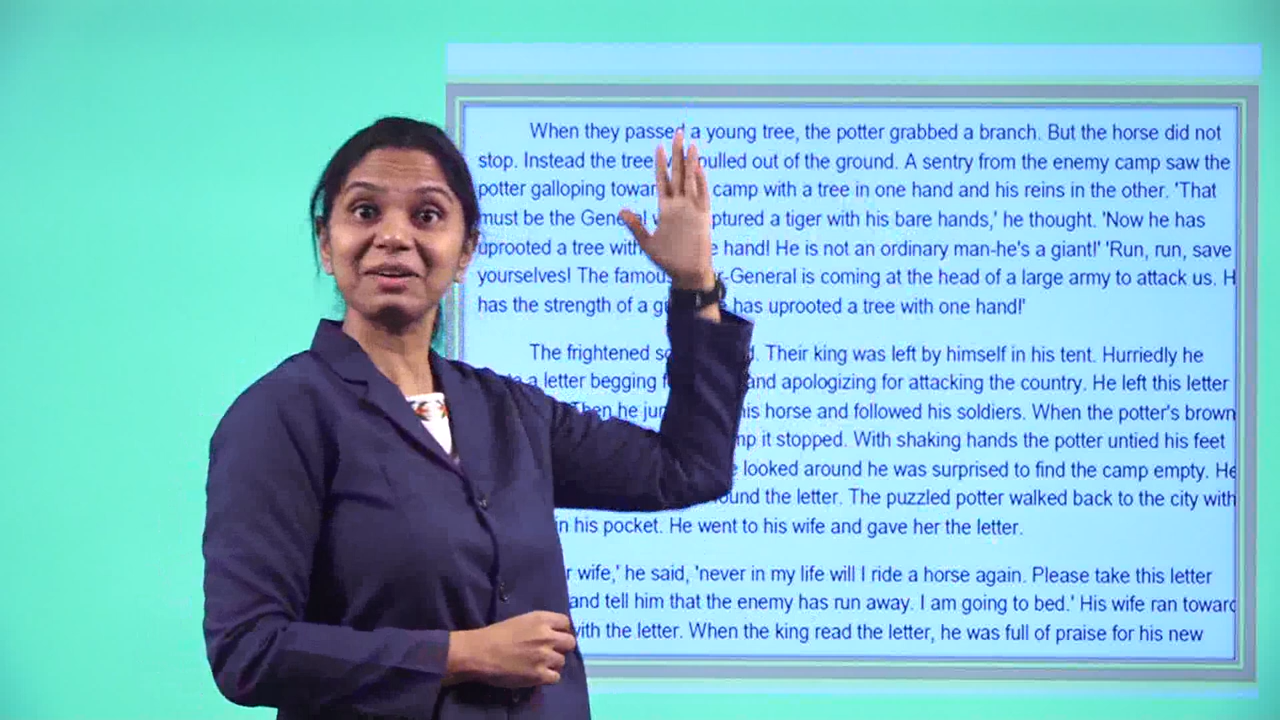 When they passed a young tree, the potter grabbed a branch. But the horse did not
stop. Instead the tree pulled out of the ground. A sentry from the enemy camp saw the
potter galloping camp with a tree in one hand and his reins in the other. 'That
must be the a tiger with his bare hands,' he thought. 'Now he has
uprooted a tree hand! He is not an ordinary man-he's a giant!' 'Run, run, save
yourselves! The is coming at the head of a large army to attack us.
has the strength of a has uprooted a tree with one hand!'
The frightened Their king was left by himself in his tent. Hurriedly he
a letter begging and apologizing for attacking the country. He left this letter
Then he his horse and followed his soldiers. When the potter's brown
it stopped. With shaking hands the potter untied his feet
looked around he was surprised to find the camp empty. He
the letter. The puzzled potter walked back to the city with
in his pocket. He went to his wife and gave her the letter.
wife,' he said, 'never in my life will I ride a horse again. Please take this letter
and tell him that the enemy has run away. I am going to bed.' His wife ran
with the letter. When the king read the letter, he was full of praise for his new